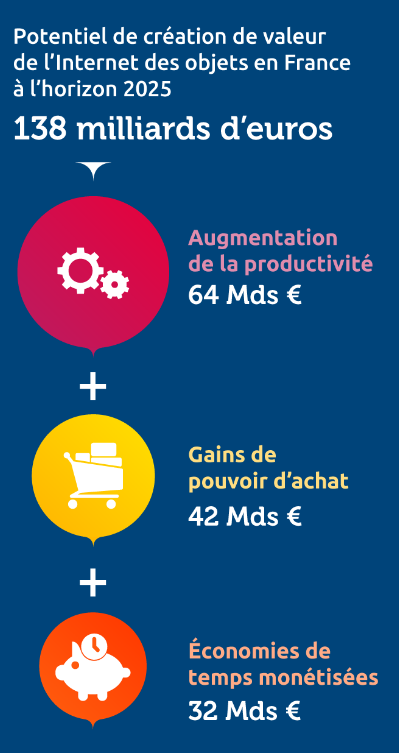 Potentiel de création de valeur
de l’Internet des objets en France
à l’horizon 2025
138 milliards d’euros
Augmentation
de la productivité
64 Mds €
+
Gains de
pouvoir d’achat
42 Mds €
+
Économies de
temps monétisées
32 Mds €